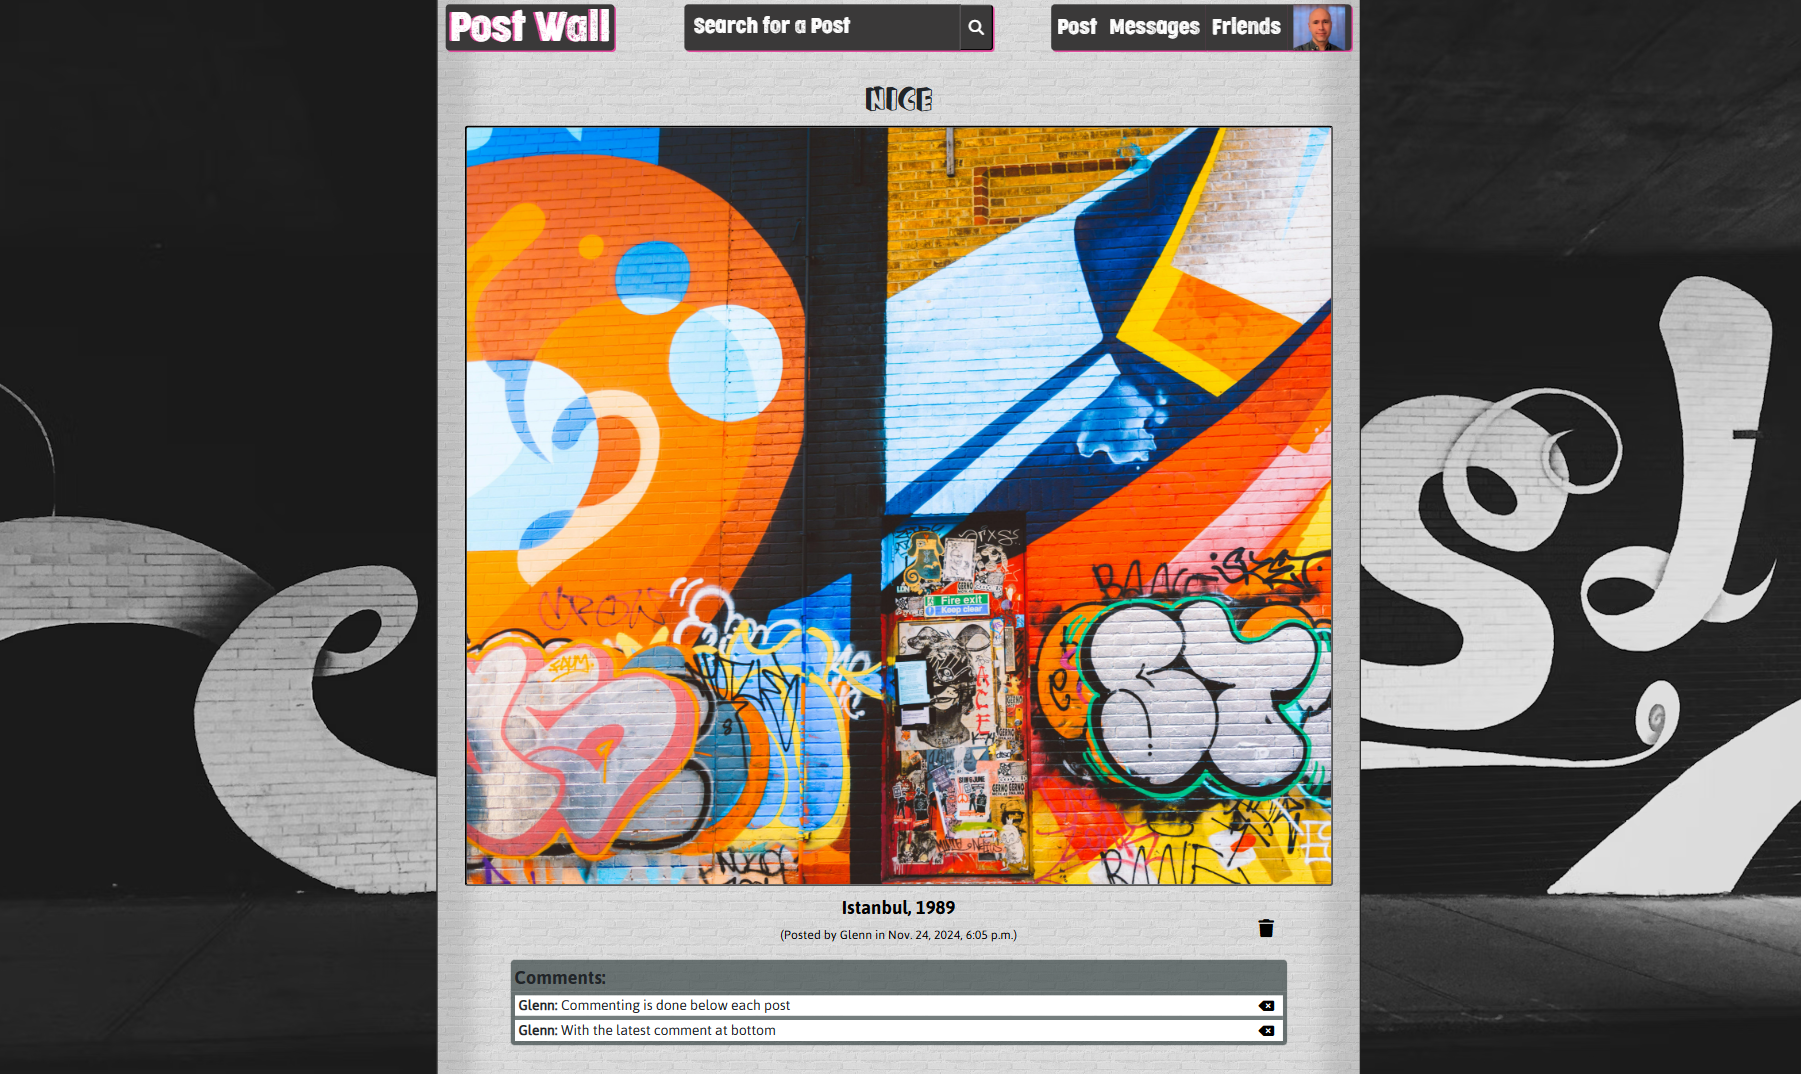 Post Wall
Search for a Post
Post Messages Friends
NICE
Fire exit
Keep clear
BANE
Istanbul, 1989
(Posted by Glenn in Nov. 24, 2024, 6:05 p.m.)
Comments:
Glenn: Commenting is done below each post
Glenn: With the latest comment at bottom